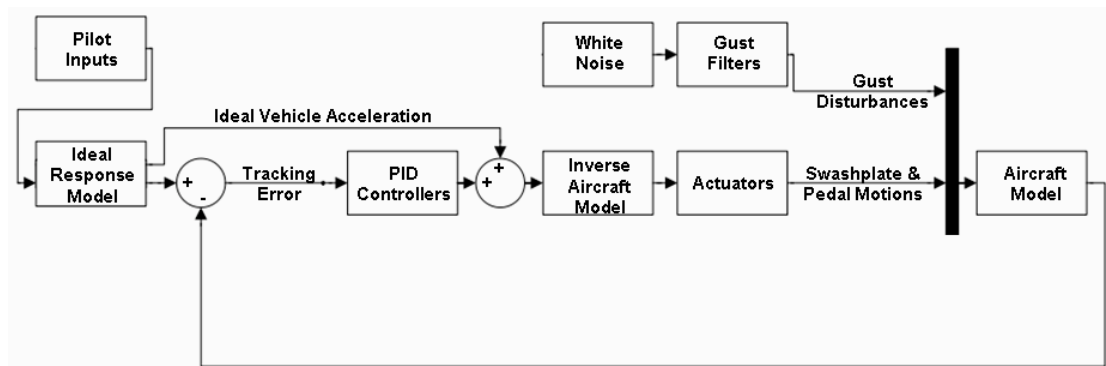 Pilot
Inputs
White
Noise
Gust
Filters
Gust
Disturbances
Ideal Vehicle Acceleration
Ideal
Response
Model
+
-
Tracking
Error
PID
Controllers
+
+
Inverse
Aircraft
Model
Actuators
Swashplate &
Pedal Motions
Aircraft
Model